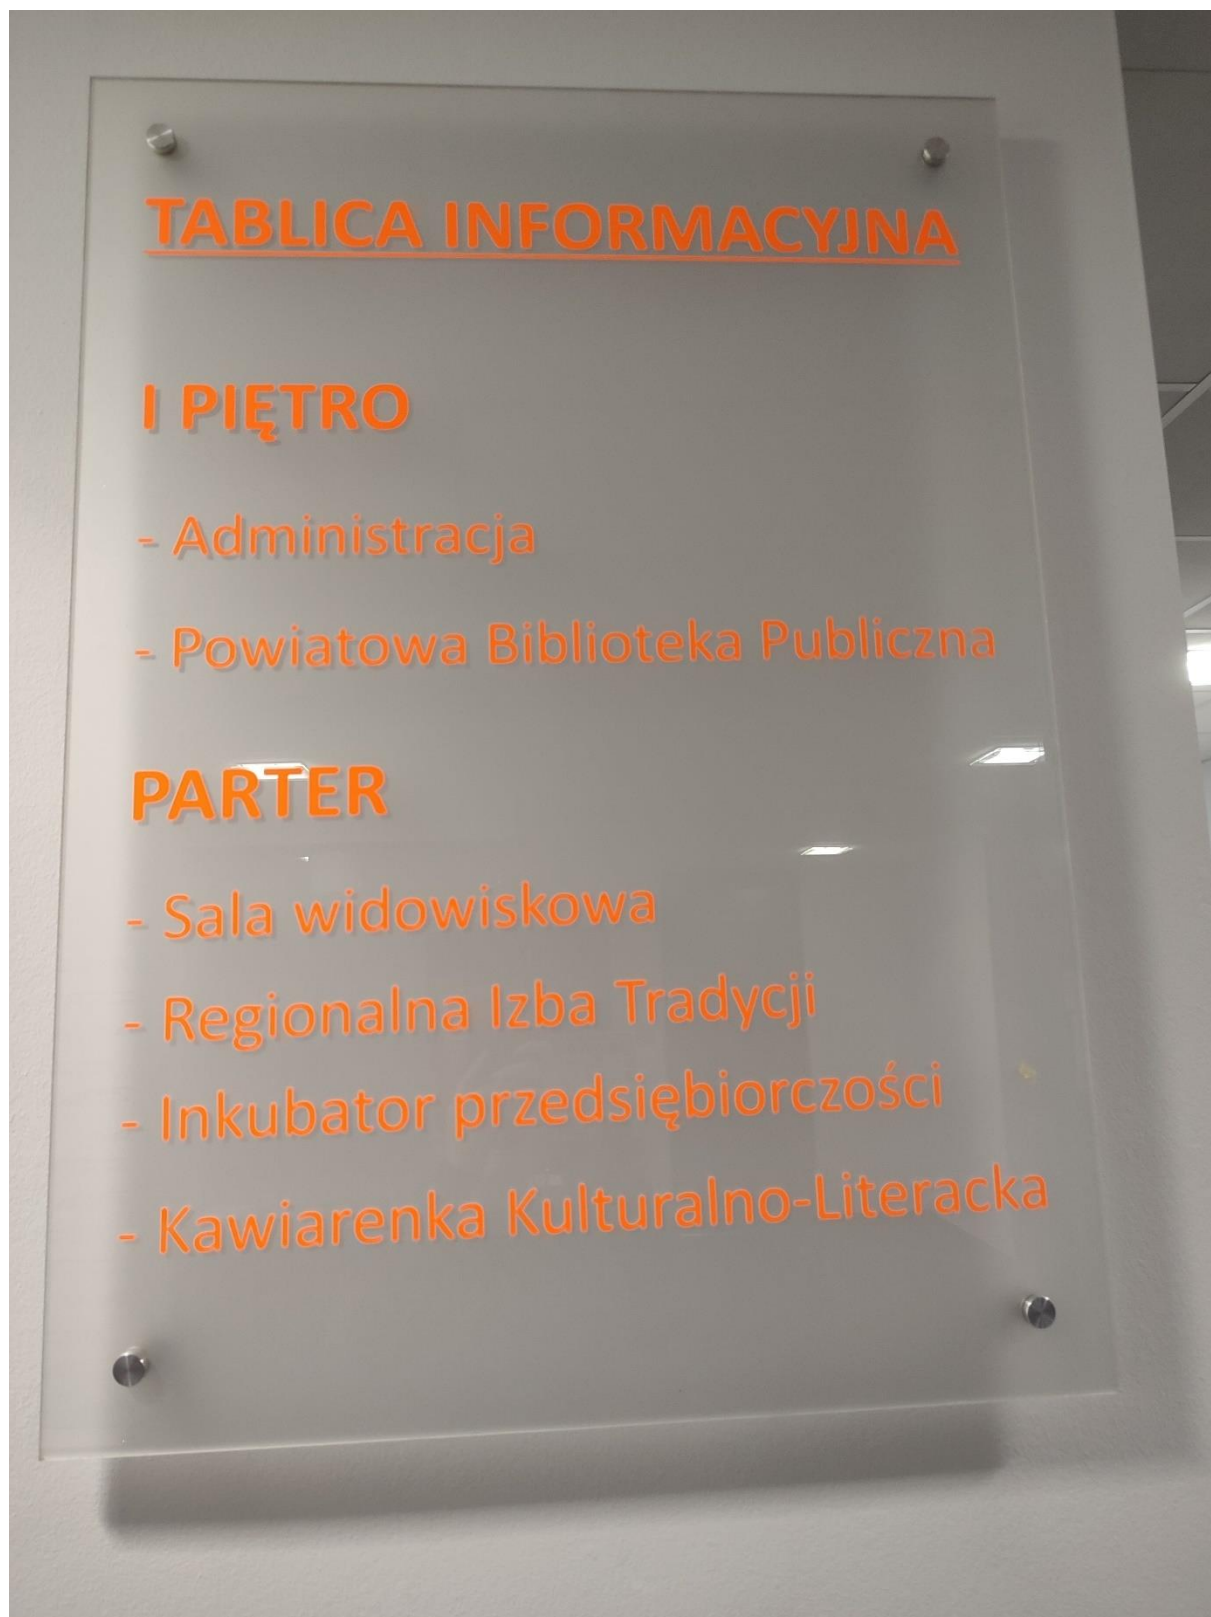 TABLICA INFORMACYJNA
I PIĘTRO
- Administracja
- Powiatowa Biblioteka Publiczna
PARTER
- Sala widowiskowa
- Regionalna Izba Tradycji
- Inkubator przedsiębiorczości
- Kawiarenka Kulturalno-Literacka